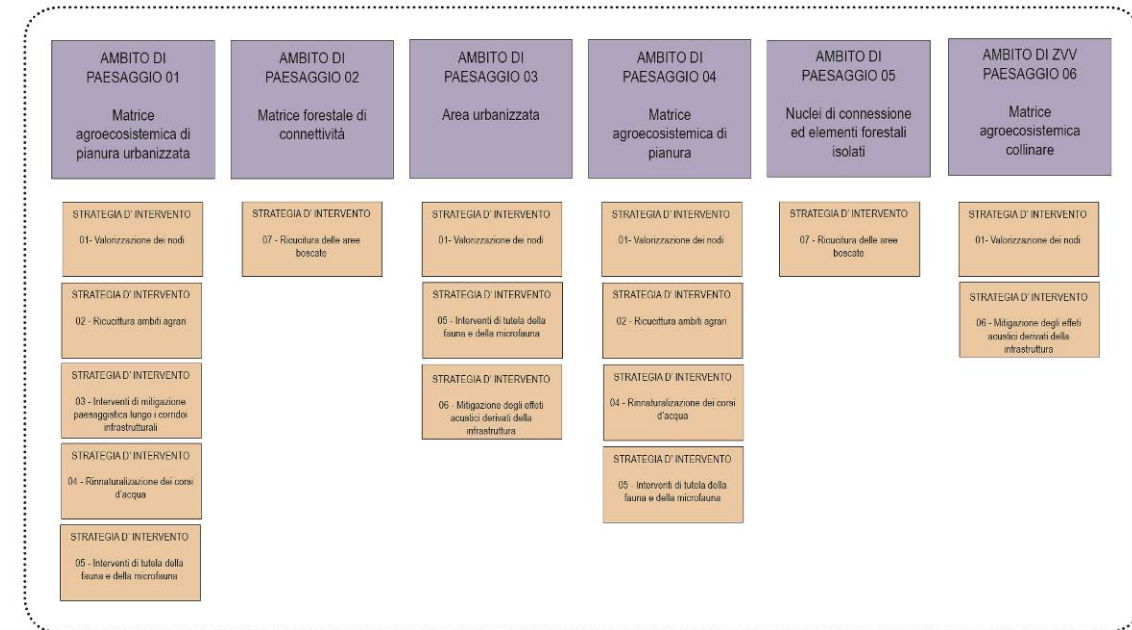 AMBITO DI
PAESAGGIO 01
Matrice
agroecosistemica di
pianura urbanizzata
STRATEGIA D' INTERVENTO
01- Valorizzazione dei nodi
STRATEGIA D' INTERVENTO
02 - Ricucittura ambiti agrari
STRATEGIA D' INTERVENTO
03 - Interventi di mitigazione
paesaggistica lungo i corridoi
infrastrutturali
STRATEGIA D' INTERVENTO
04 - Rinnaturalizzazione dei corsi
d'acqua
STRATEGIA D' INTERVENTO
05 - Interventi di tutela della
fauna e della microfauna
AMBITO DI
PAESAGGIO 02
Matrice forestale di
connettività
STRATEGIA D' INTERVENTO
07 - Ricucitura delle aree
boscate
AMBITO DI
PAESAGGIO 03
Area urbanizzata
STRATEGIA D' INTERVENTO
01- Valorizzazione dei nodi
STRATEGIA D' INTERVENTO
05 - Interventi di tutela della
fauna e della microfauna
STRATEGIA D' INTERVENTO
06 - Mitigazione degli effeti
acustici derivati della
infrastruttura
AMBITO DI
PAESAGGIO 04
Matrice
agroecosistemica di
pianura
STRATEGIA D' INTERVENTO
01- Valorizzazione dei nodi
STRATEGIA D' INTERVENTO
02 - Ricucittura ambiti agrari
STRATEGIA D' INTERVENTO
04 - Rinnaturalizzazione dei corsi
d'acqua
STRATEGIA D' INTERVENTO
05 - Interventi di tutela della
fauna e della microfauna
AMBITO DI
PAESAGGIO 05
Nuclei di connessione
ed elementi forestali
isolati
STRATEGIA D' INTERVENTO
07 - Ricucitura delle aree
boscate
AMBITO DI ZVV
PAESAGGIO 06
Matrice
agroecosistemica
collinare
STRATEGIA D' INTERVENTO
01- Valorizzazione dei nodi
STRATEGIA D' INTERVENTO
06 - Mitigazione degli effeti
acustici derivati della
infrastruttura